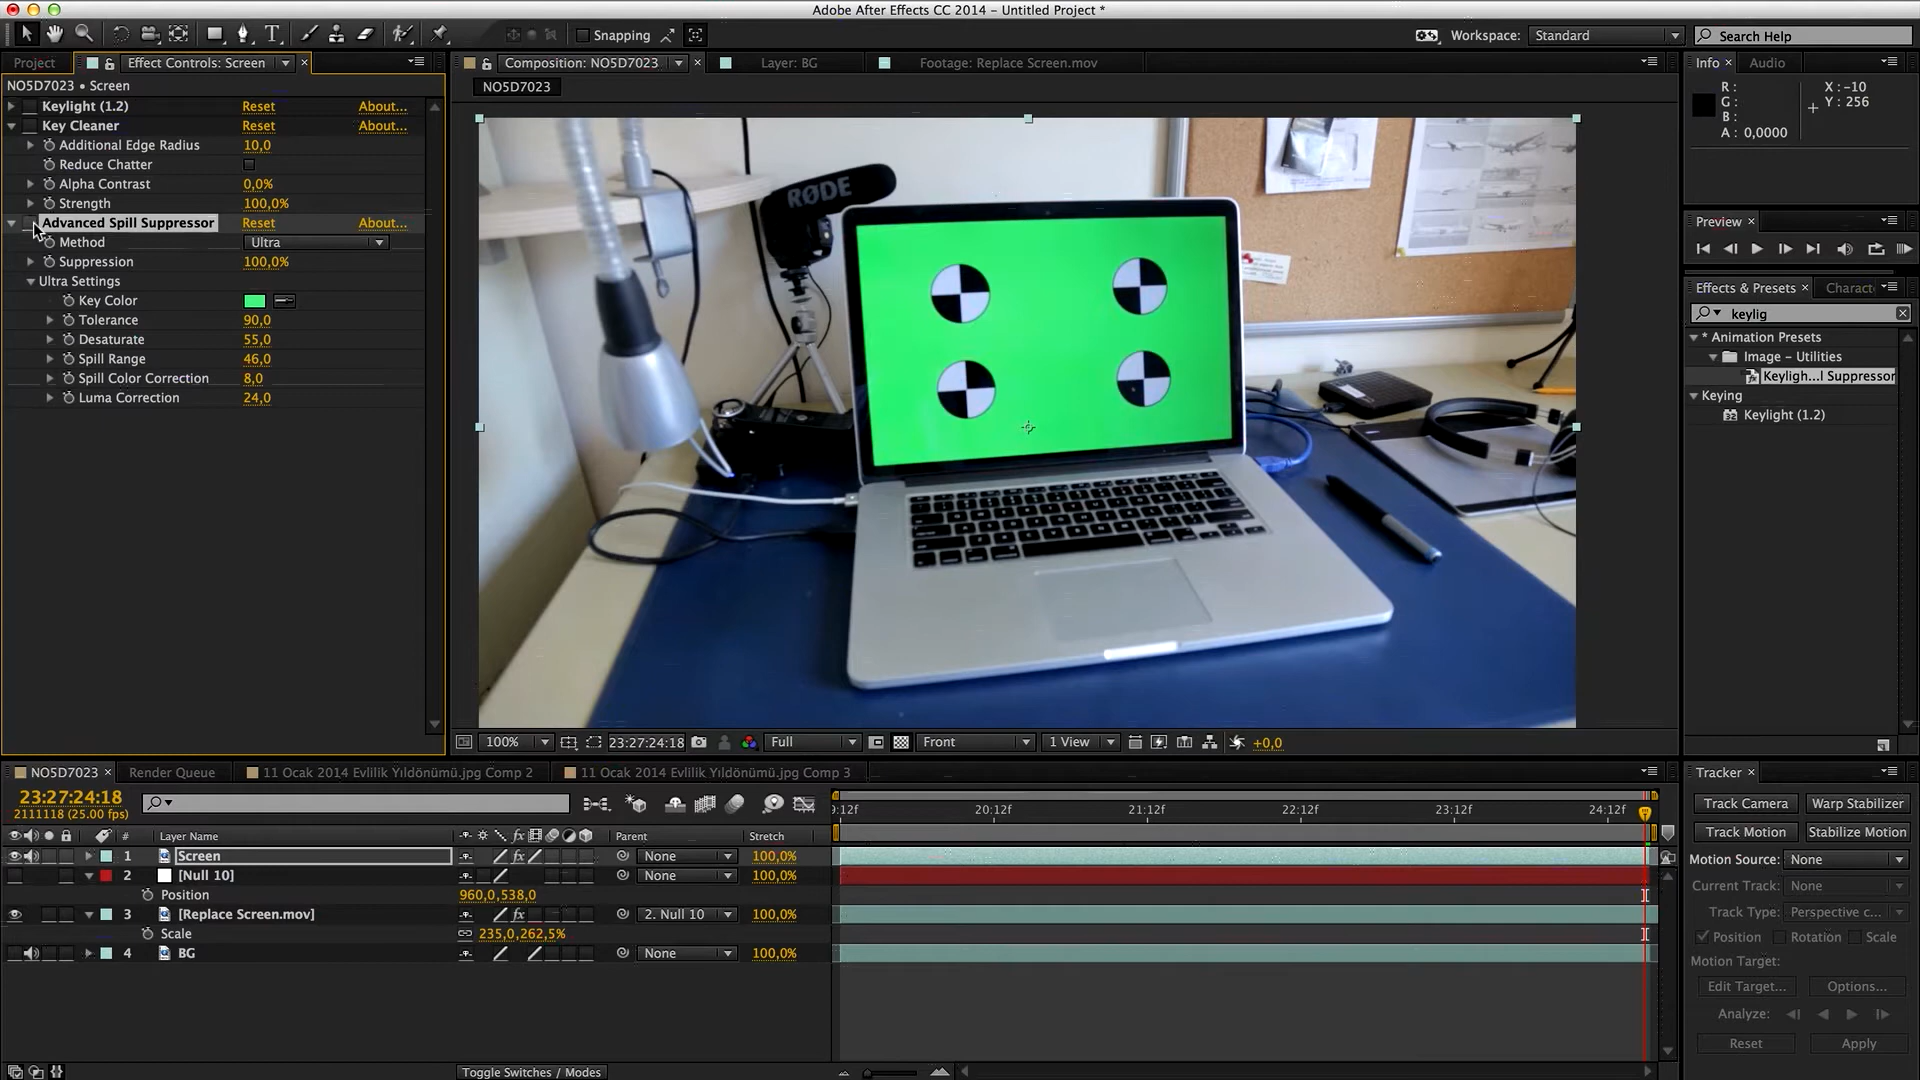 Adobe After Effects CC 2014 – Untitled Project *
Snapping
Workspace: Standard
Search Help
Project
Effect Controls: Screen
Composition: NO5D7023
Layer: BG
Footage: Replace Screen.mov
Info
Audio
NO5D7023 • Screen
NO5D7023
Keylight (1.2) Reset About...
Key Cleaner Reset About...
Additional Edge Radius 10,0
Reduce Chatter
Alpha Contrast 0,0%
Strength 100,0%
Advanced Spill Suppressor Reset About...
Method Ultra
Suppression 100,0%
Ultra Settings
Key Color
Tolerance 90,0
Desaturate 55,0
Spill Range 46,0
Spill Color Correction 8,0
Luma Correction 24,0
RØDE
R :
G :
B :
A : 0,0000
X : -10
Y : 256
Preview
Effects & Presets
Charact
keylig
* Animation Presets
Image – Utilities
Keyligh...l Suppressor
Keying
Keylight (1.2)
100%
23:27:24:18
Full
Front
1 View
+0,0
NO5D7023
Render Queue
11 Ocak 2014 Evlilik Yıldönümü.jpg Comp 2
11 Ocak 2014 Evlilik Yıldönümü.jpg Comp 3
23:27:24:18
2111118 (25.00 fps)
:12f 20:12f 21:12f 22:12f 23:12f 24:12f
# Layer Name Parent Stretch
1 Screen None 100,0%
2 [Null 10] None 100,0%
Position 960,0,538,0
3 [Replace Screen.mov] 2. Null 10 100,0%
Scale 235,0,262,5%
4 BG None 100,0%
Toggle Switches / Modes
Tracker
Track Camera Warp Stabilizer
Track Motion Stabilize Motion
Motion Source: None
Current Track: None
Track Type: Perspective c...
Position Rotation Scale
Motion Target:
Edit Target... Options...
Analyze:
Reset Apply